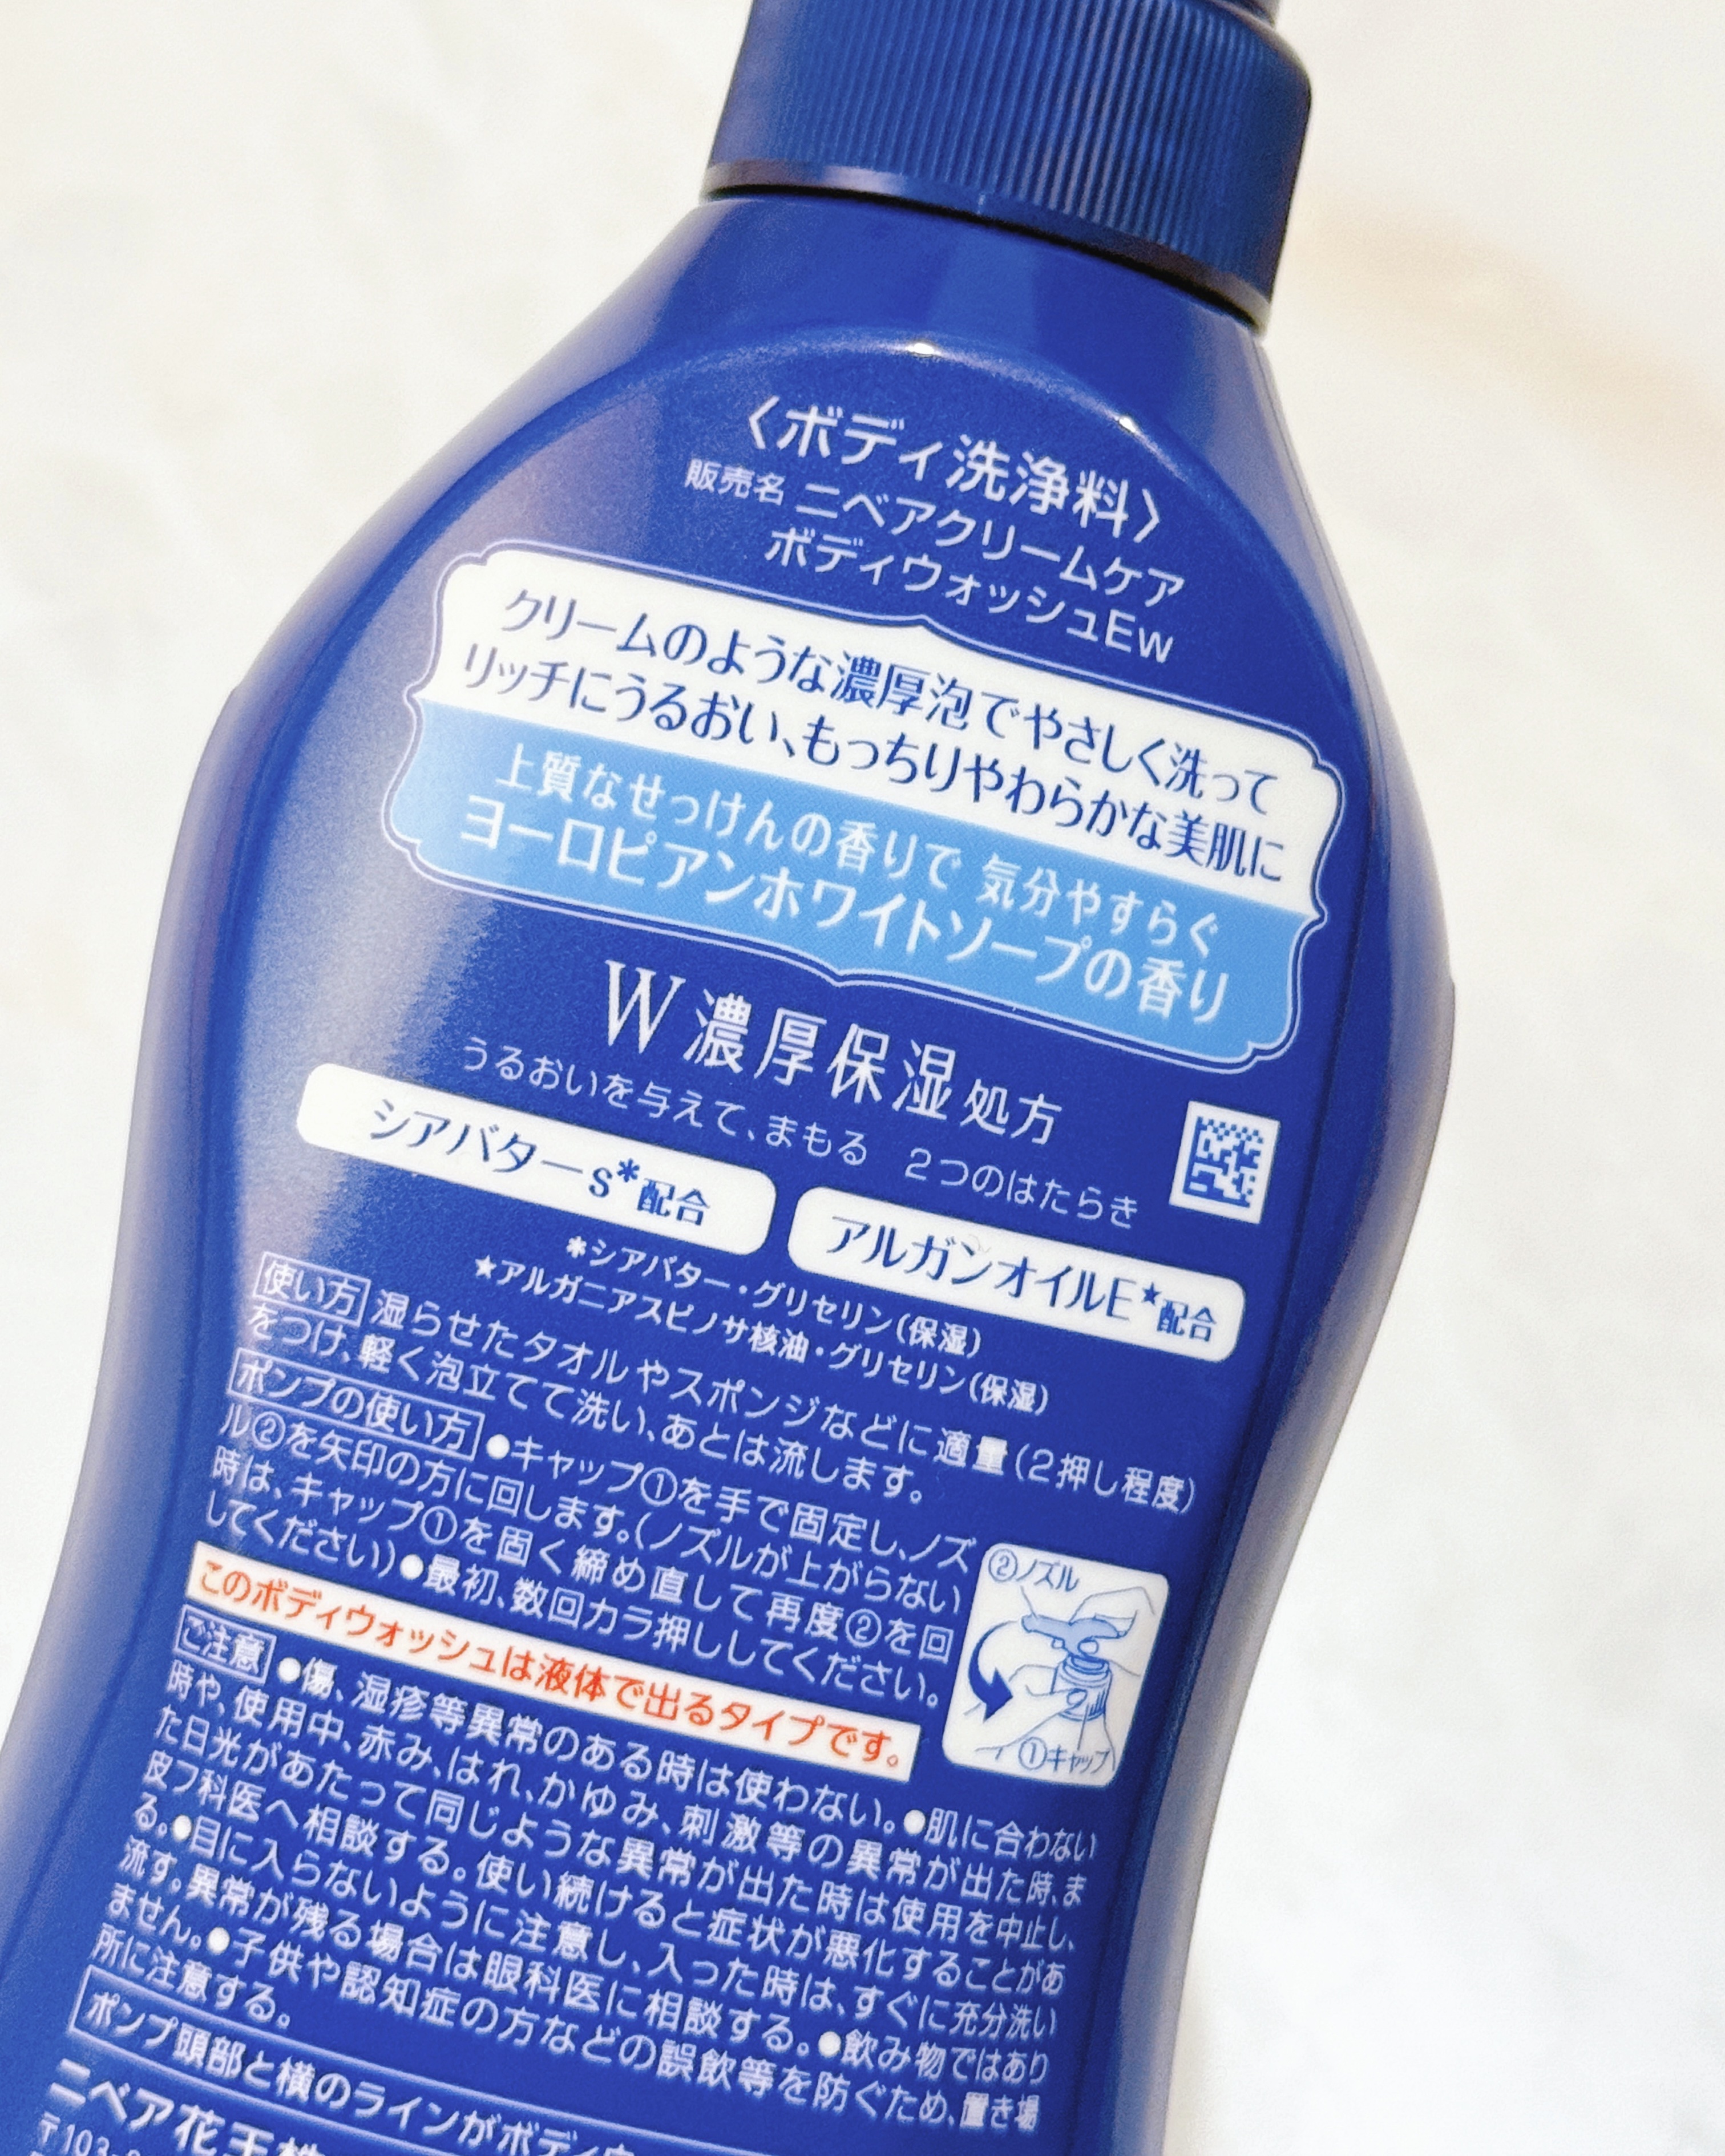 〈ボディ洗浄料〉
販売名 ニベアクリームケア
ボディウォッシュEw
クリームのような濃厚泡でやさしく洗って
リッチにうるおい、もっちりやわらかな美肌に
上質なせっけんの香りで 気分やすらぐ
ヨーロピアンホワイトソープの香り
W濃厚保湿処方
うるおいを与えて、まもる 2つのはたらき
シアバターs*配合
アルガンオイルE★配合
*シアバター・グリセリン(保湿)
★アルガニアスピノサ核油・グリセリン(保湿)
使い方 湿らせたタオルやスポンジなどに適量(2押し程度)
をつけ、軽く泡立てて洗い、あとは流します。
ポンプの使い方 ●キャップ①を手で固定し、ノズ
ル②を矢印の方に回します。(ノズルが上がらない
時は、キャップ①を固く締め直して再度②を回
してください)●最初、数回カラ押ししてください。
②ノズル
①キャップ
このボディウォッシュは液体で出るタイプです。
ご注意 ●傷、湿疹等異常のある時は使わない。●肌に合わない
時や、使用中、赤み、はれ、かゆみ、刺激等の異常が出た時、ま
た日光があたって同じような異常が出た時は使用を中止し、
皮フ科医へ相談する。使い続けると症状が悪化することがあ
る。●目に入らないように注意し、入った時は、すぐに充分洗い
流す。異常が残る場合は眼科医に相談する。●飲み物ではあり
ません。●子供や認知症の方などの誤飲等を防ぐため、置き場
所に注意する。
ポンプ頭部と横のラインがボディ
ニベア花王株
〒103-